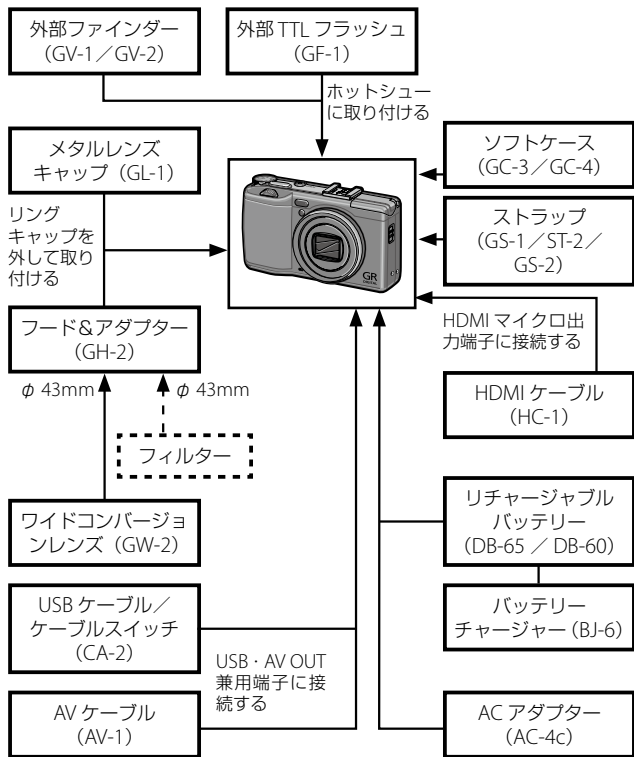 外部ファインダー
（GV-1／GV-2）
外部 TTL フラッシュ
（GF-1）
ホットシュー
に取り付ける
メタルレンズ
キャップ（GL-1）
リング
キャップを
外して取り
付ける
GR
DIGITAL
ソフトケース
（GC-3／GC-4）
ストラップ
（GS-1／ST-2／
GS-2）
フード＆アダプター
（GH-2）
HDMI マイクロ出
力端子に接続する
φ 43mm
φ 43mm
HDMI ケーブル
（HC-1）
フィルター
ワイドコンバージョ
ンレンズ（GW-2）
リチャージャブル
バッテリー
（DB-65 ／ DB-60）
USB ケーブル／
ケーブルスイッチ
（CA-2）
バッテリー
チャージャー（BJ-6）
USB・AV OUT
兼用端子に接
続する
AV ケーブル
（AV-1）
AC アダプター
（AC-4c）